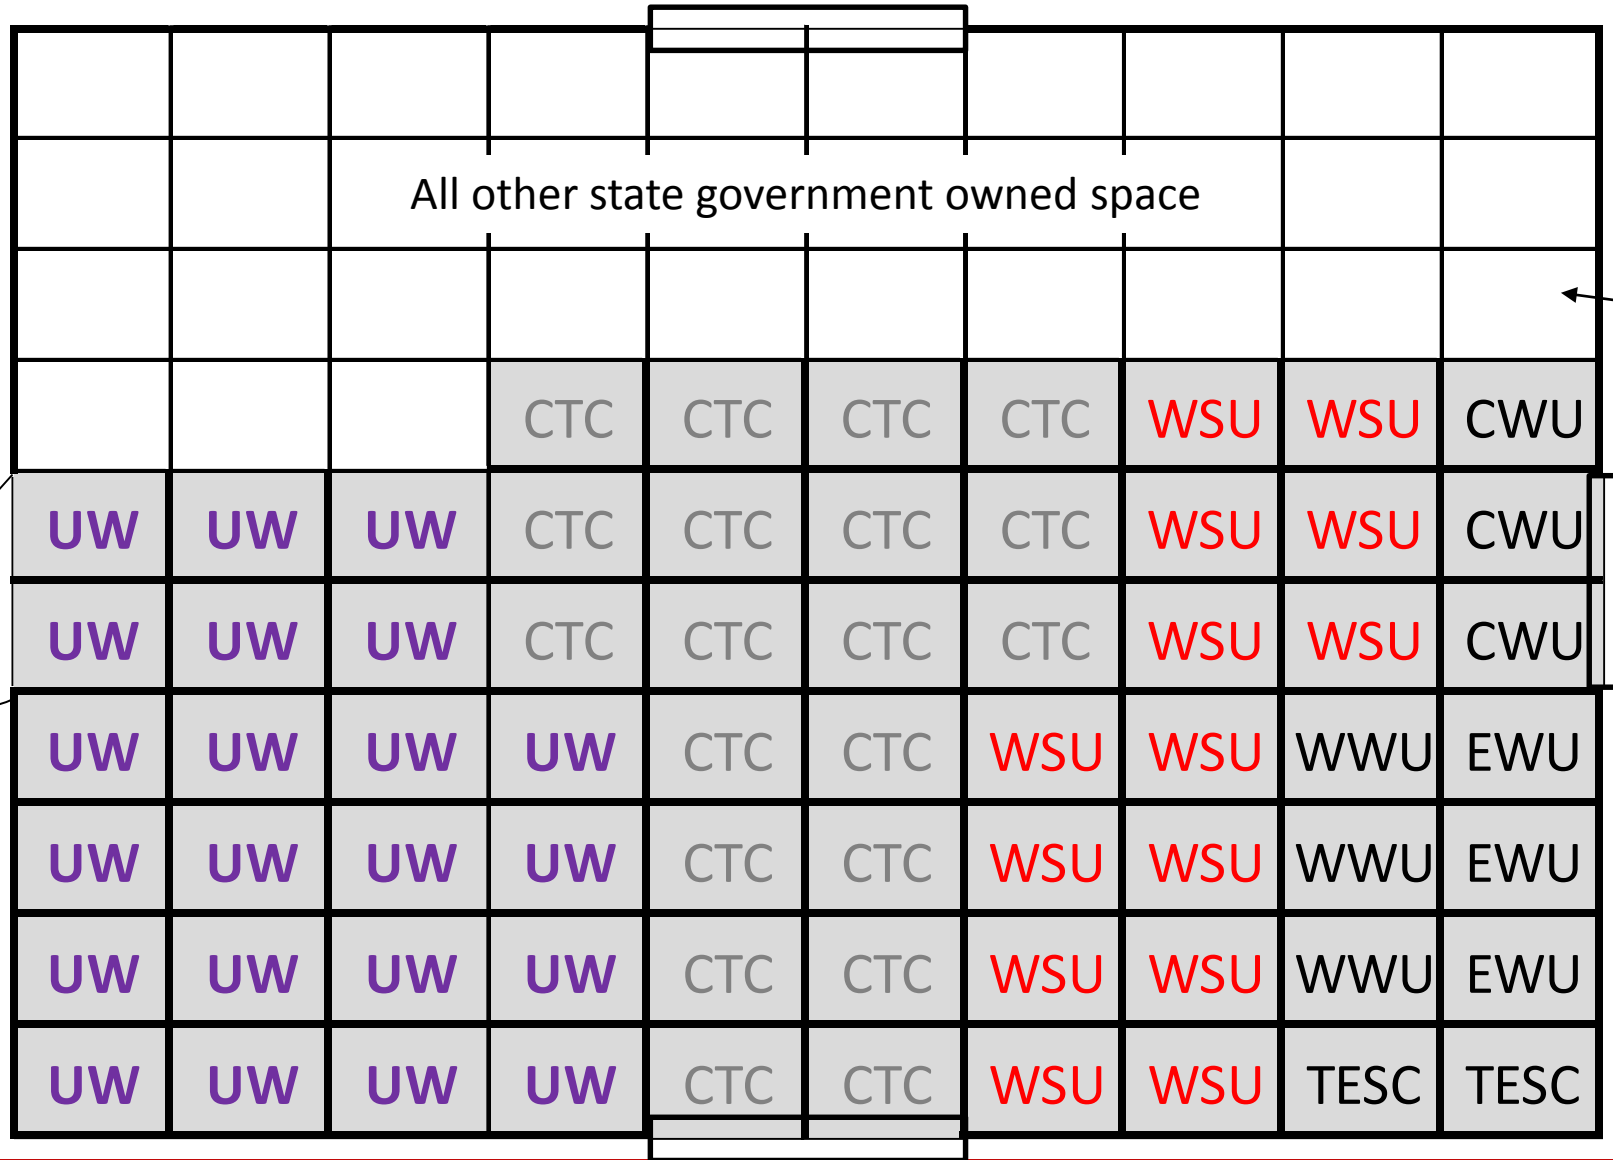 All other state government owned space
CTC CTC CTC CTC WSU WSU CWU
UW UW UW CTC CTC CTC CTC WSU WSU CWU
UW UW UW CTC CTC CTC CTC WSU WSU CWU
UW UW UW UW CTC CTC WSU WSU WWU EWU
UW UW UW UW CTC CTC WSU WSU WWU EWU
UW UW UW UW CTC CTC WSU WSU WWU EWU
UW UW UW UW CTC CTC WSU WSU TESC TESC